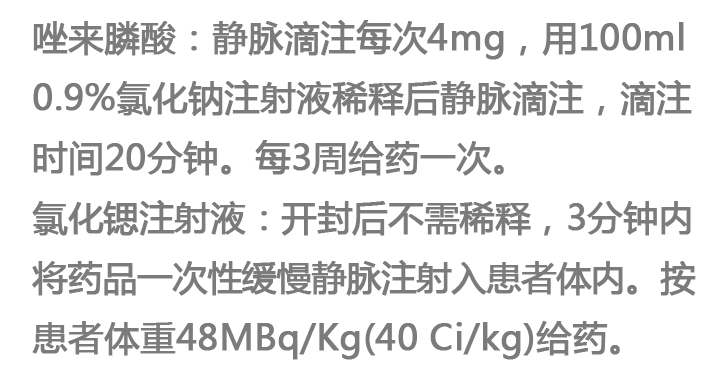 唑来膦酸：静脉滴注每次4mg，用100ml
0.9%氯化钠注射液稀释后静脉滴注，滴注
时间20分钟。每3周给药一次。
氯化锶注射液：开封后不需稀释，3分钟内
将药品一次性缓慢静脉注射入患者体内。按
患者体重48MBq/Kg(40 Ci/kg)给药。